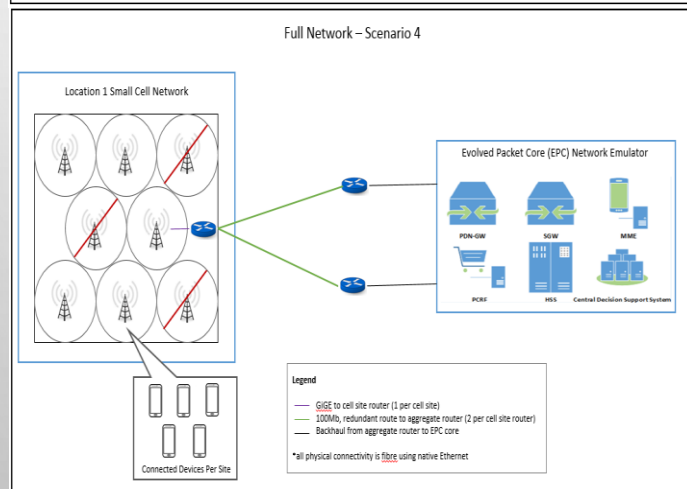 Full Network – Scenario 4
Location 1 Small Cell Network
Evolved Packet Core (EPC) Network Emulator
PDN-GW
SGW
MME
PCRF
HSS
Central Decision Support System
Legend
GIGE to cell site router (1 per cell site)
100Mb, redundant route to aggregate router (2 per cell site router)
Backhaul from aggregate router to EPC core
*all physical connectivity is fibre using native Ethernet
Connected Devices Per Site